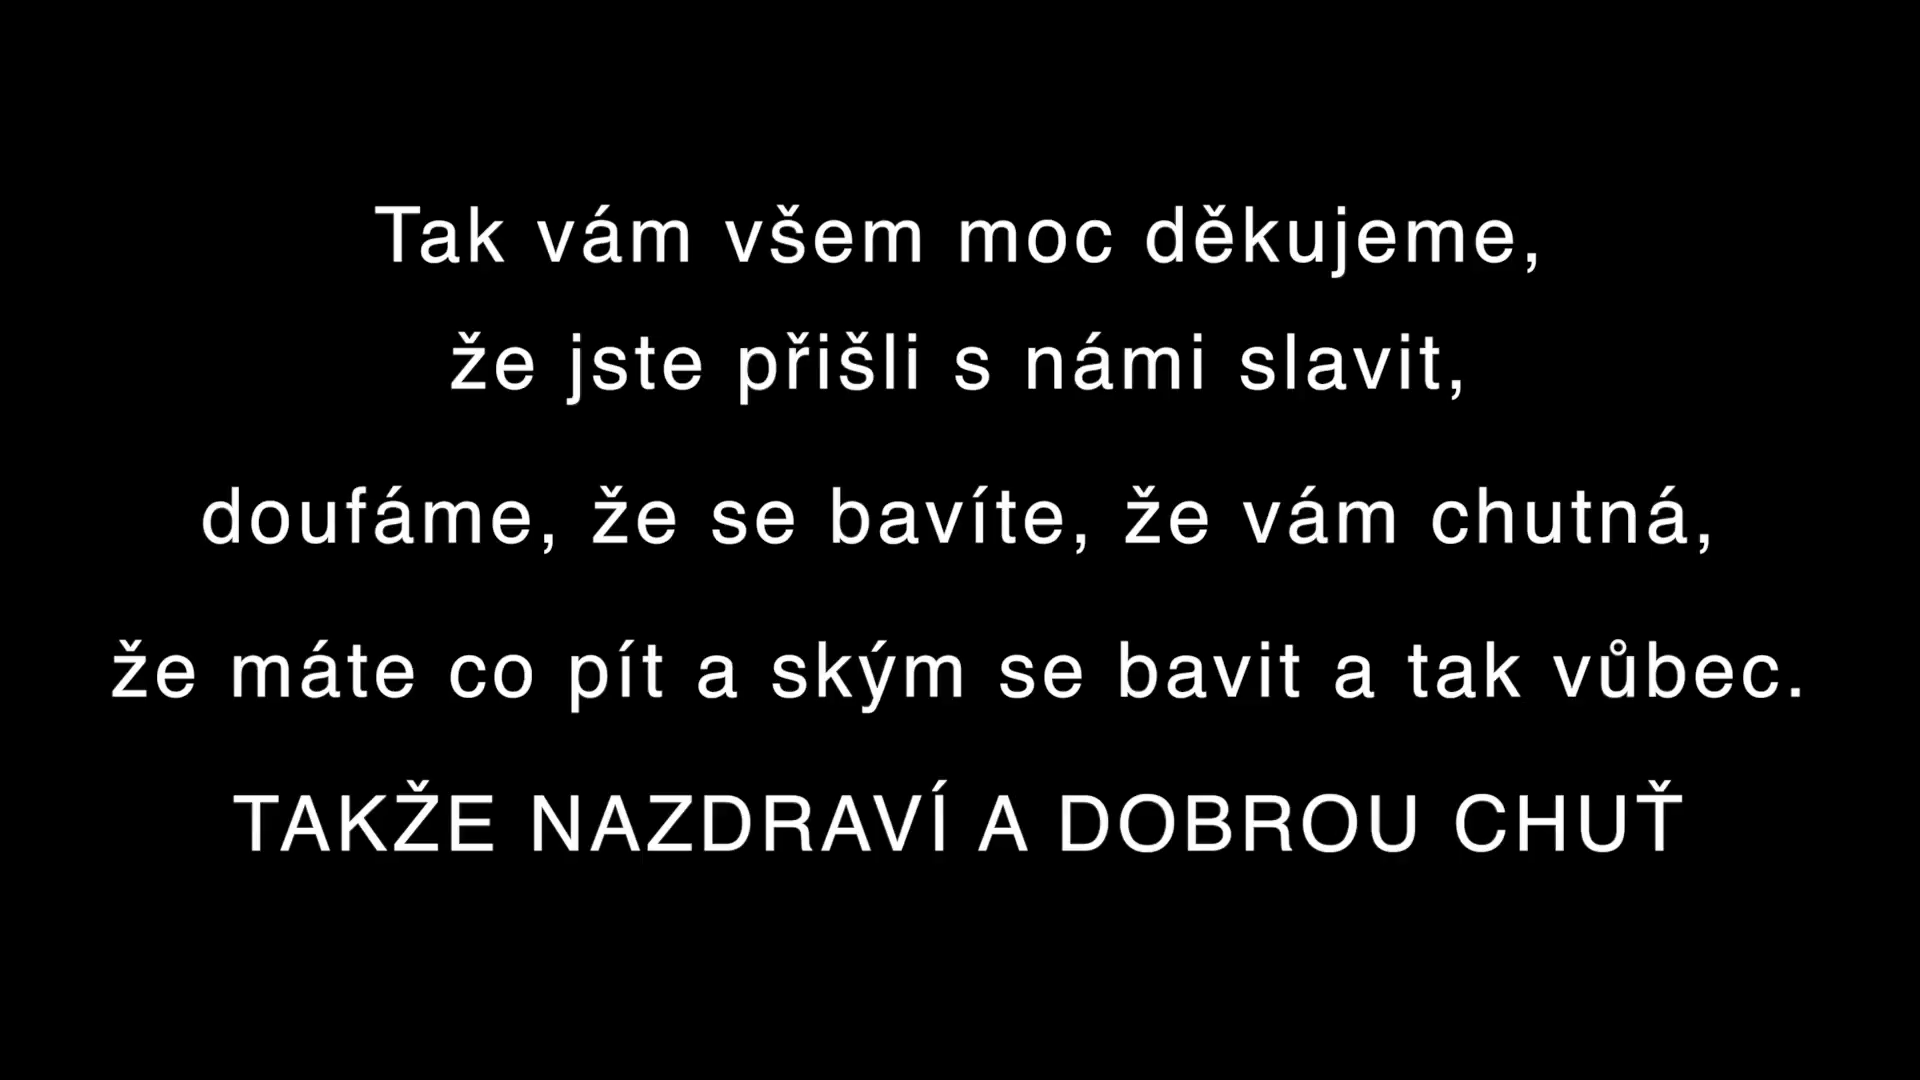 Tak vám všem moc děkujeme,
že jste přišli s námi slavit,
doufáme, že se bavíte, že vám chutná,
že máte co pít a ským se bavit a tak vůbec.
TAKŽE NAZDRAVÍ A DOBROU CHUŤ